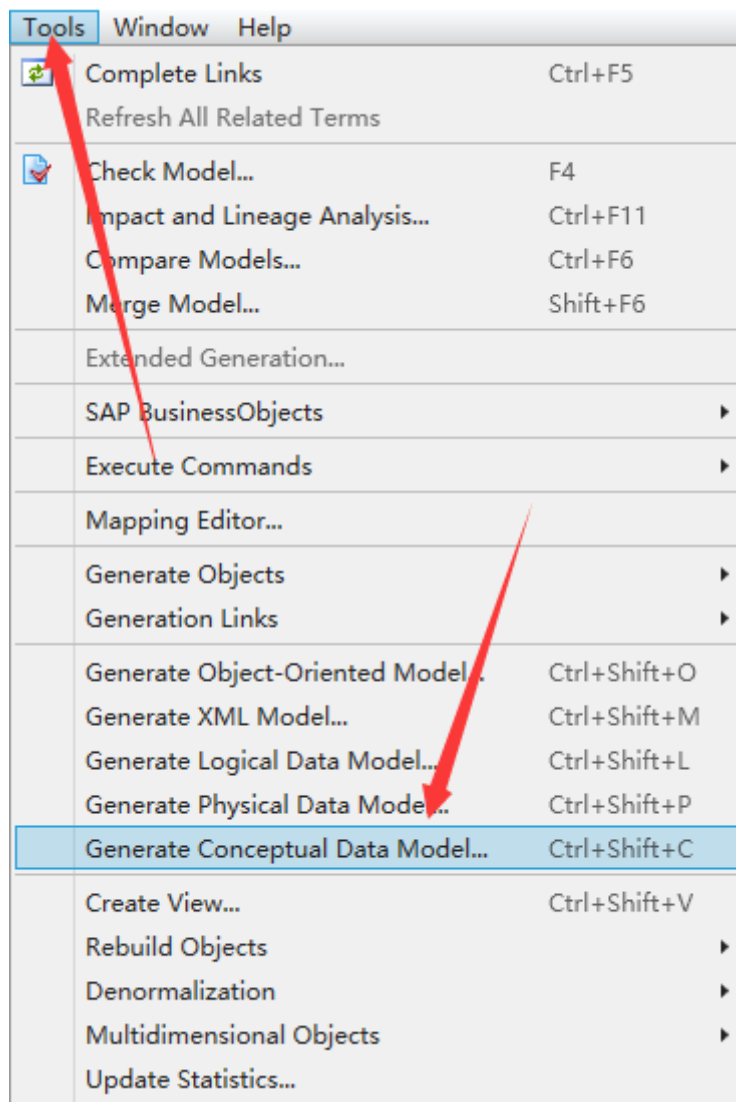 Tools Window Help
Complete Links Ctrl+F5
Refresh All Related Terms
Check Model... F4
Impact and Lineage Analysis... Ctrl+F11
Compare Models... Ctrl+F6
Merge Model... Shift+F6
Extended Generation...
SAP BusinessObjects
Execute Commands
Mapping Editor...
Generate Objects
Generation Links
Generate Object-Oriented Model... Ctrl+Shift+O
Generate XML Model... Ctrl+Shift+M
Generate Logical Data Model... Ctrl+Shift+L
Generate Physical Data Model... Ctrl+Shift+P
Generate Conceptual Data Model... Ctrl+Shift+C
Create View... Ctrl+Shift+V
Rebuild Objects
Denormalization
Multidimensional Objects
Update Statistics...